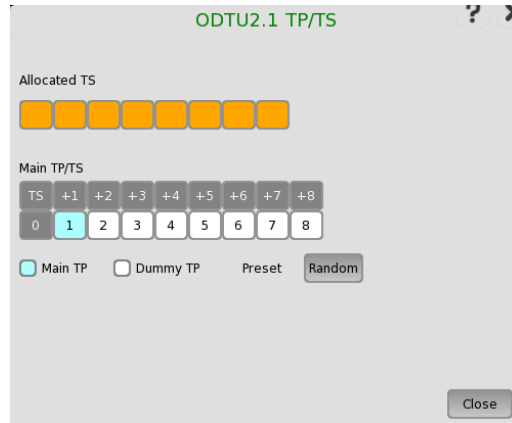 ODTU2.1 TP/TS ?
Allocated TS
Main TP/TS
TS +1 +2 +3 +4 +5 +6 +7 +8
0 1 2 3 4 5 6 7 8
Main TP Dummy TP Preset Random
Close